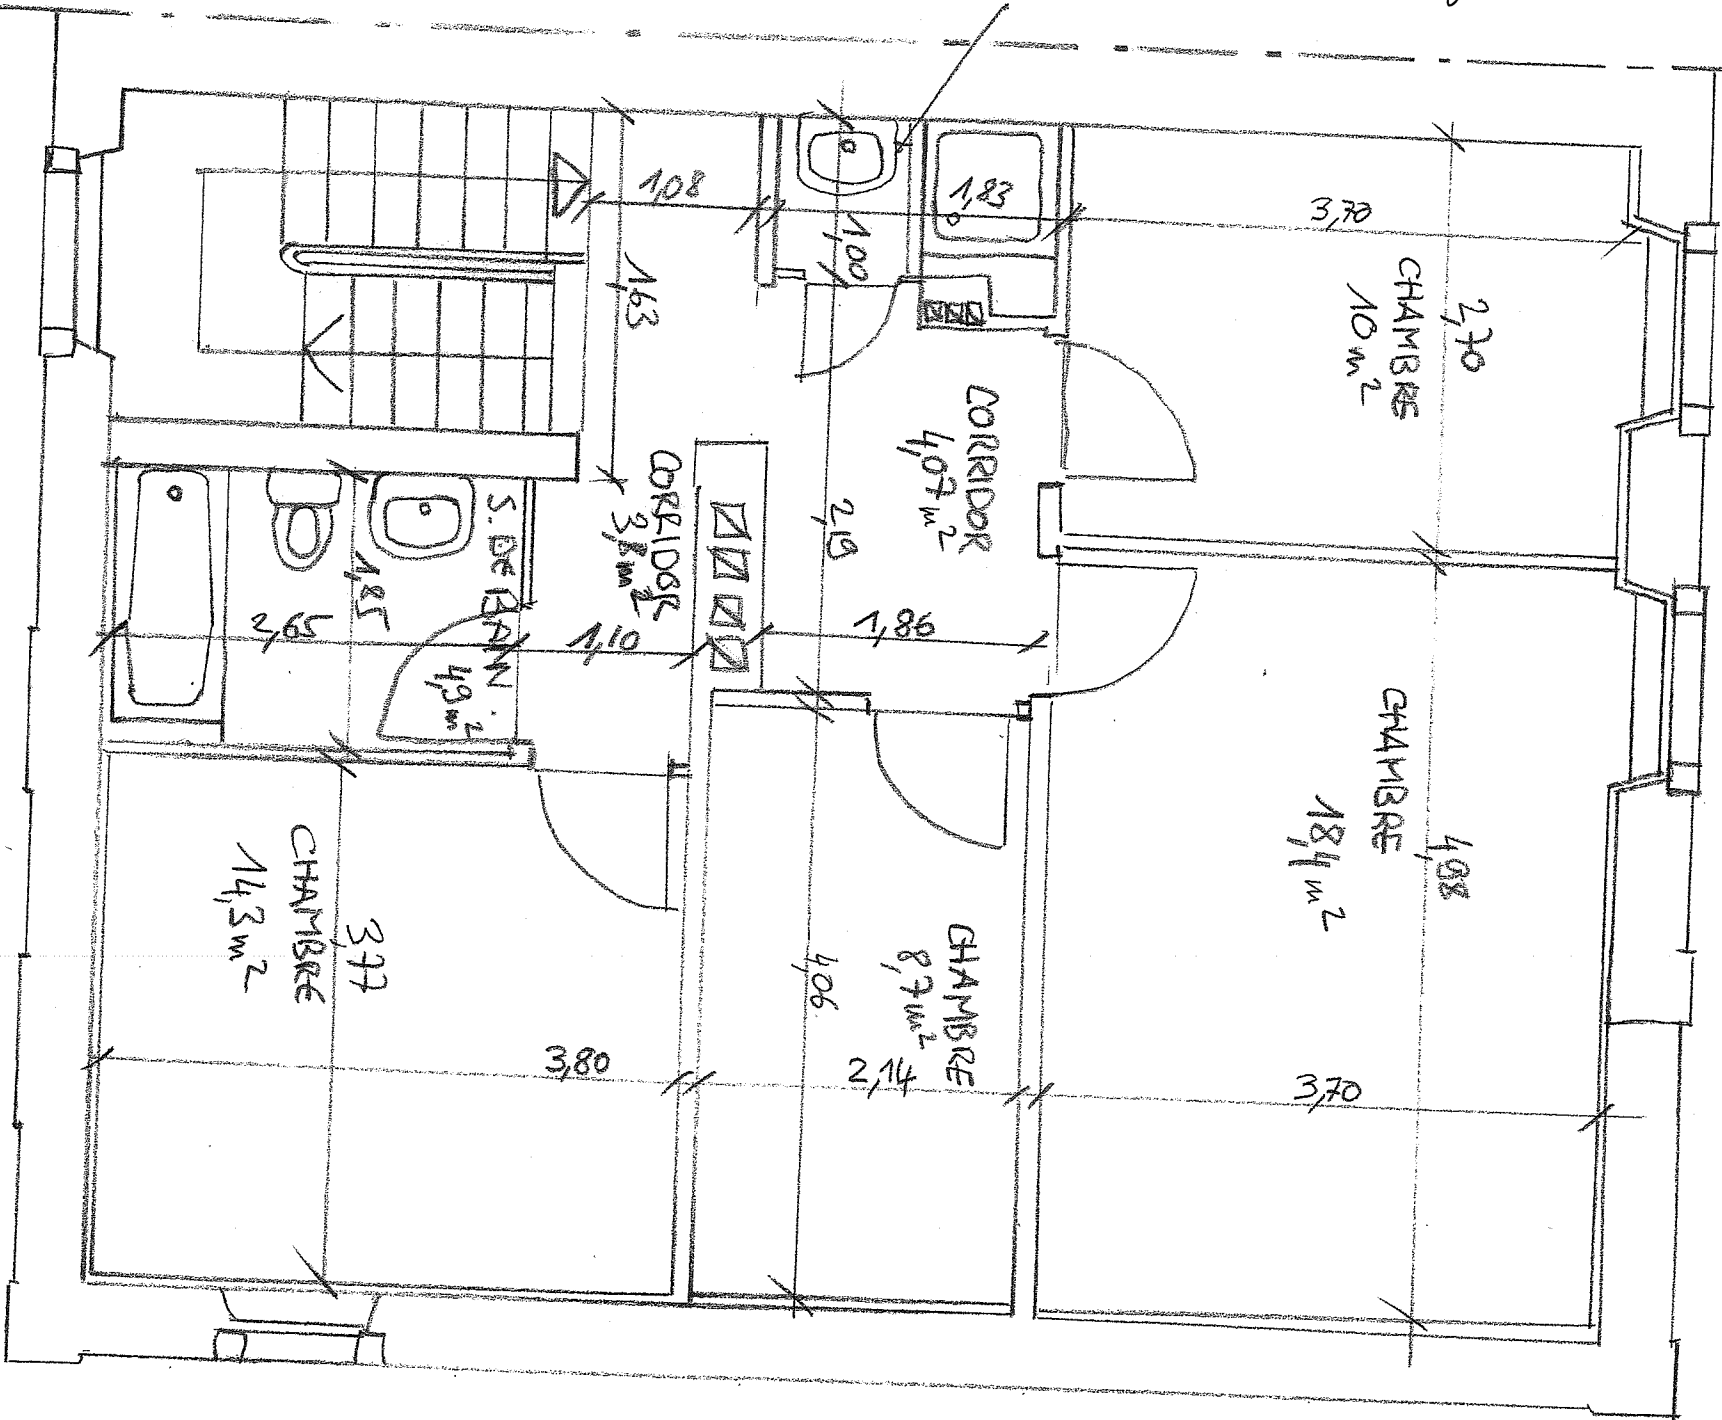 1,08
1,83
3,70
1,00
1,63
2,70
CHAMBRE
10 m²
CORRIDOR
4,07 m²
CORRIDOR
3,8 m²
2,19
S. DE BAIN
4,9 m²
1,85
2,65
1,10
1,86
4,98
CHAMBRE
18,4 m²
3,77
CHAMBRE
14,3 m²
4,06
CHAMBRE
8,7 m²
3,80
2,14
3,70